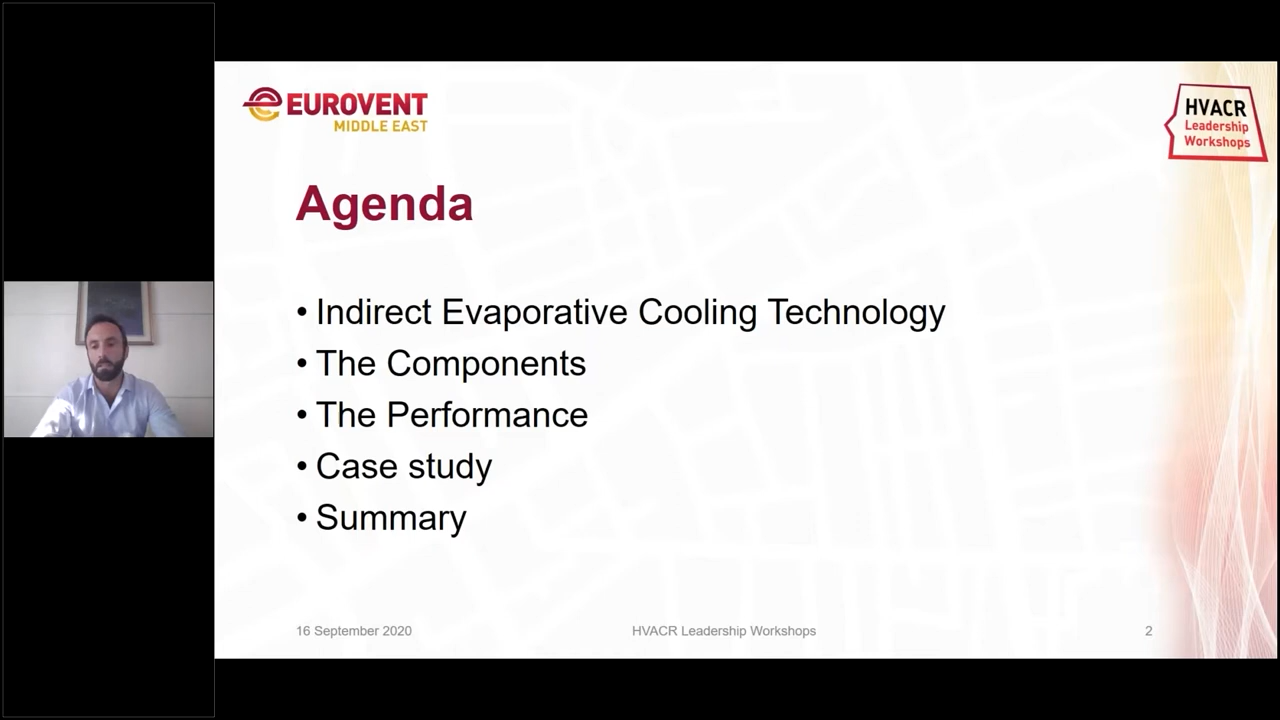 EUROVENT
MIDDLE EAST
HVACR
Leadership
Workshops
Agenda
• Indirect Evaporative Cooling Technology
• The Components
• The Performance
• Case study
• Summary
16 September 2020
HVACR Leadership Workshops
2